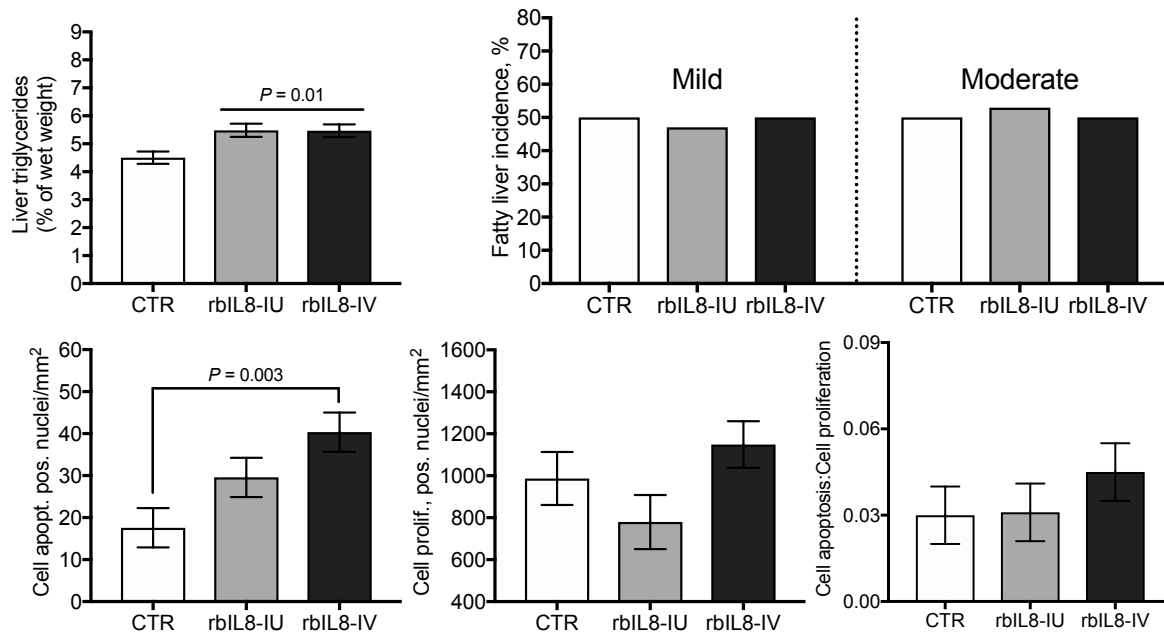 Liver triglycerides
(% of wet weight)
9
8
7
6
5
4
3
2
1
0
P = 0.01
CTR rbIL8-IU rbIL8-IV
Fatty liver incidence, %
80
70
60
50
40
30
20
10
0
Mild
Moderate
CTR rbIL8-IU rbIL8-IV CTR rbIL8-IU rbIL8-IV
Cell apopt. pos. nuclei/mm²
60
50
40
30
20
10
0
P = 0.003
CTR rbIL8-IU rbIL8-IV
Cell prolif., pos. nuclei/mm²
1600
1400
1200
1000
800
600
400
CTR rbIL8-IU rbIL8-IV
Cell apoptosis:Cell proliferation
0.09
0.06
0.03
0.00
CTR rbIL8-IU rbIL8-IV